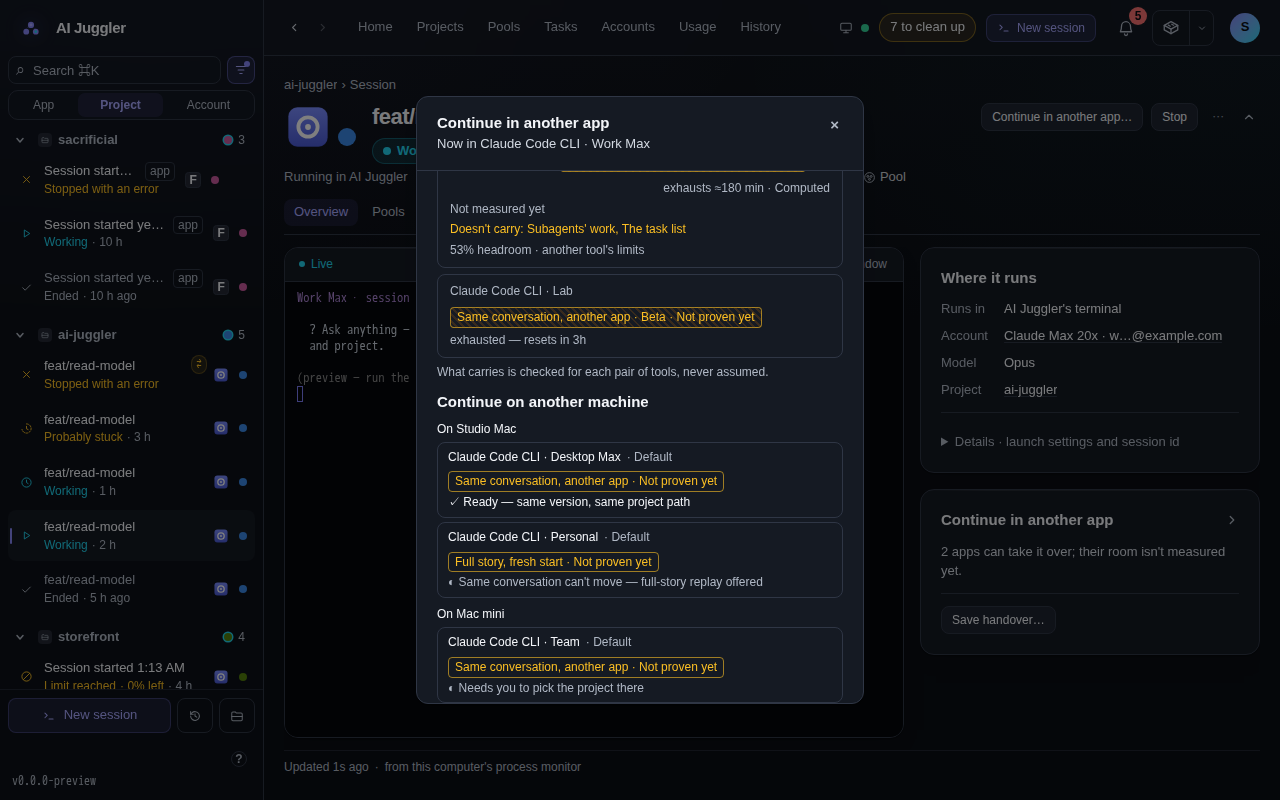 AI Juggler
Search ⌘K
App
Project
Account
sacrificial
3
Session start…
app
F
Stopped with an error
Session started ye…
app
F
Working · 10 h
Session started ye…
app
F
Ended · 10 h ago
ai-juggler
5
feat/read-model
Stopped with an error
feat/read-model
Probably stuck · 3 h
feat/read-model
Working · 1 h
feat/read-model
Working · 2 h
feat/read-model
Ended · 5 h ago
storefront
4
Session started 1:13 AM
Limit reached · 0% left · 4 h
New session
?
v0.0.0-preview
Home
Projects
Pools
Tasks
Accounts
Usage
History
7 to clean up
New session
5
S
ai-juggler › Session
feat/
Wo
Continue in another app…
Stop
Running in AI Juggler
Pool
Overview
Pools
Live
dow
Work Max · session
? Ask anything —
and project.
(preview — run the
Continue in another app
Now in Claude Code CLI · Work Max
×
exhausts ≈180 min · Computed
Not measured yet
Doesn't carry: Subagents' work, The task list
53% headroom · another tool's limits
Claude Code CLI · Lab
Same conversation, another app · Beta · Not proven yet
exhausted — resets in 3h
What carries is checked for each pair of tools, never assumed.
Continue on another machine
On Studio Mac
Claude Code CLI · Desktop Max · Default
Same conversation, another app · Not proven yet
✓ Ready — same version, same project path
Claude Code CLI · Personal · Default
Full story, fresh start · Not proven yet
Same conversation can't move — full-story replay offered
On Mac mini
Claude Code CLI · Team · Default
Same conversation, another app · Not proven yet
Needs you to pick the project there
Where it runs
Runs in AI Juggler's terminal
Account Claude Max 20x · w…@example.com
Model Opus
Project ai-juggler
Details · launch settings and session id
Continue in another app
2 apps can take it over; their room isn't measured
yet.
Save handover…
Updated 1s ago · from this computer's process monitor